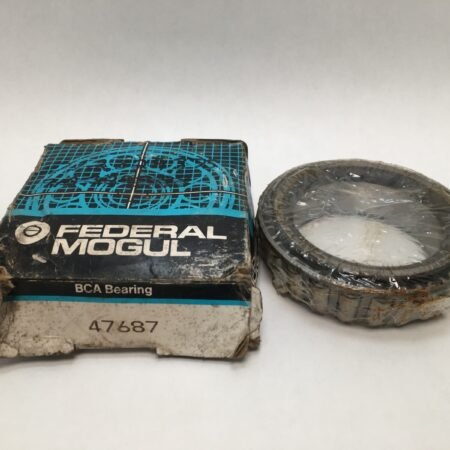 FEDERAL
MOGUL
BCA Bearing
47687